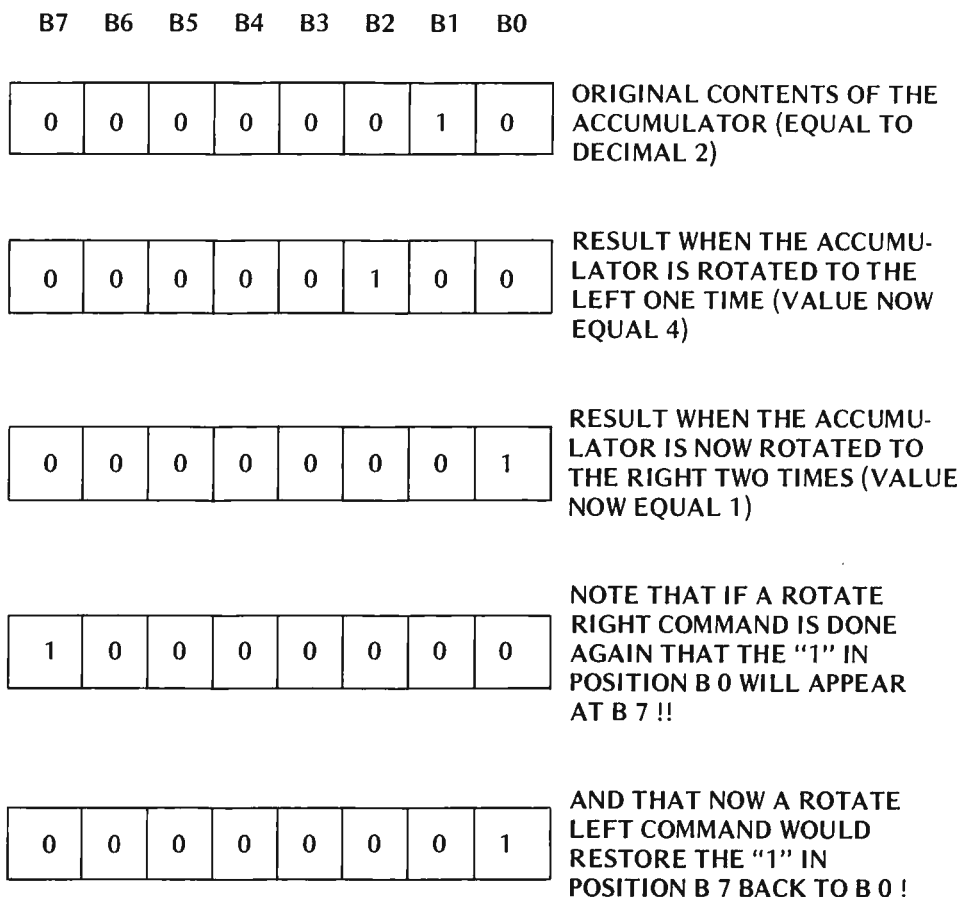 B7 B6 B5 B4 B3 B2 B1 B0
0 0 0 0 0 0 1 0
ORIGINAL CONTENTS OF THE
ACCUMULATOR (EQUAL TO
DECIMAL 2)
0 0 0 0 0 1 0 0
RESULT WHEN THE ACCUMU-
LATOR IS ROTATED TO THE
LEFT ONE TIME (VALUE NOW
EQUAL 4)
0 0 0 0 0 0 0 1
RESULT WHEN THE ACCUMU-
LATOR IS NOW ROTATED TO
THE RIGHT TWO TIMES (VALUE
NOW EQUAL 1)
1 0 0 0 0 0 0 0
NOTE THAT IF A ROTATE
RIGHT COMMAND IS DONE
AGAIN THAT THE “1” IN
POSITION B 0 WILL APPEAR
AT B 7 !!
0 0 0 0 0 0 0 1
AND THAT NOW A ROTATE
LEFT COMMAND WOULD
RESTORE THE “1” IN
POSITION B 7 BACK TO B 0 !